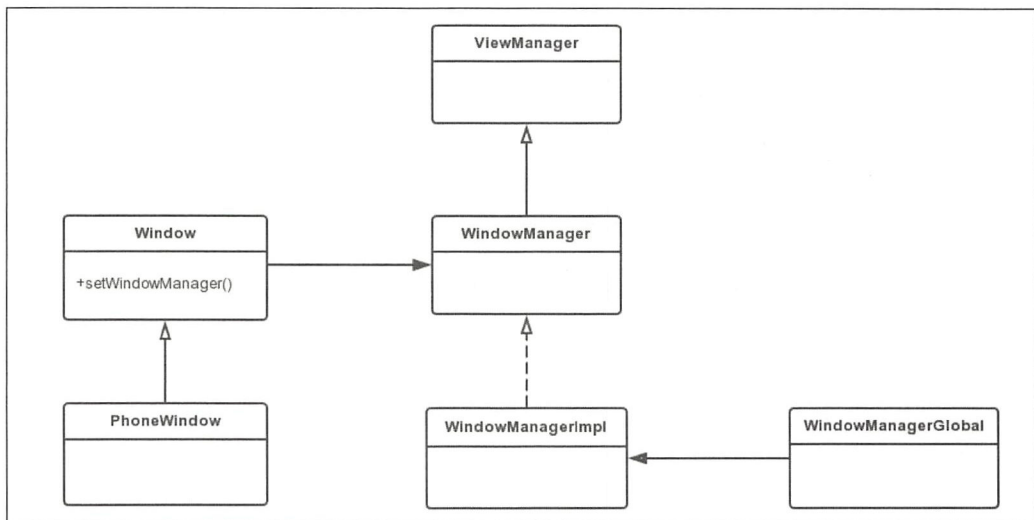 ViewManager
Window
+setWindowManager()
WindowManager
PhoneWindow
WindowManagerImpl
WindowManagerGlobal